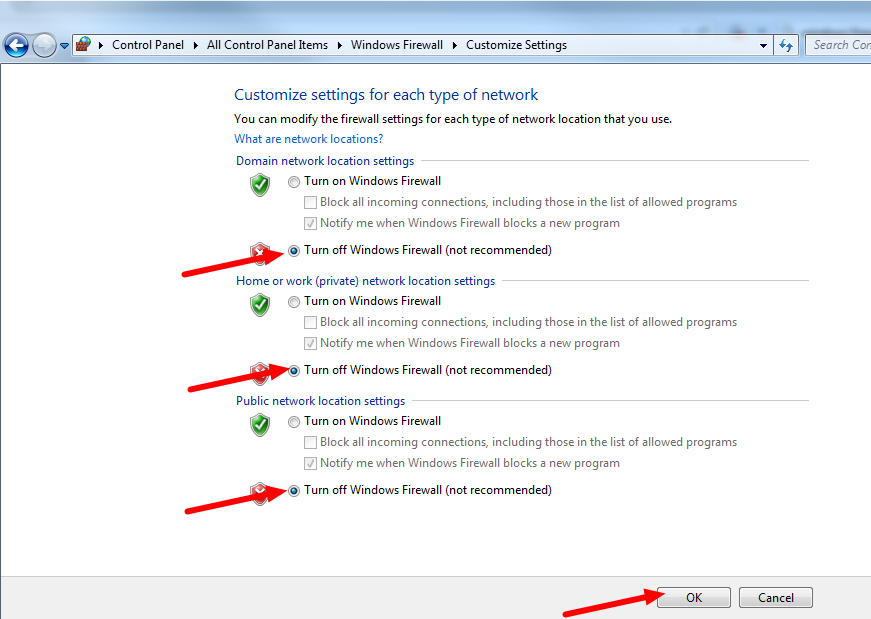 Control Panel ▸ All Control Panel Items ▸ Windows Firewall ▸ Customize Settings
Search Con
Customize settings for each type of network
You can modify the firewall settings for each type of network location that you use.
What are network locations?
Domain network location settings
Turn on Windows Firewall
Block all incoming connections, including those in the list of allowed programs
Notify me when Windows Firewall blocks a new program
Turn off Windows Firewall (not recommended)
Home or work (private) network location settings
Turn on Windows Firewall
Block all incoming connections, including those in the list of allowed programs
Notify me when Windows Firewall blocks a new program
Turn off Windows Firewall (not recommended)
Public network location settings
Turn on Windows Firewall
Block all incoming connections, including those in the list of allowed programs
Notify me when Windows Firewall blocks a new program
Turn off Windows Firewall (not recommended)
OK
Cancel